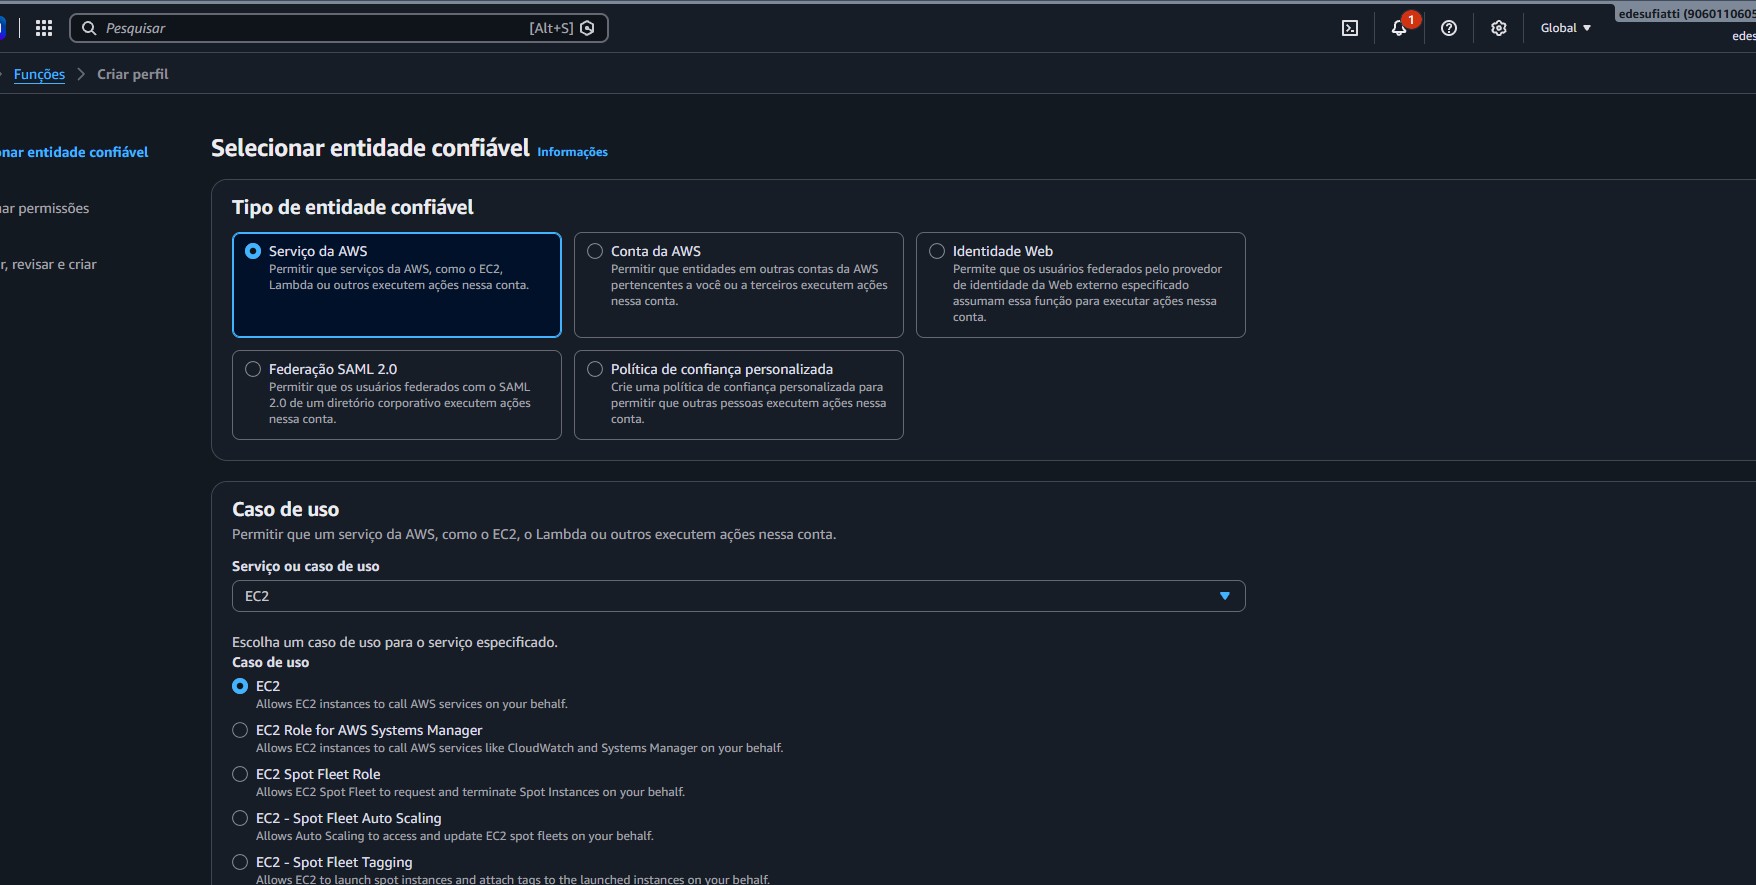 Pesquisar [Alt+S] 1 Global edesufiatti (9060110605
edes
Funções Criar perfil
nar entidade confiável
ar permissões
r, revisar e criar
Selecionar entidade confiável Informações
Tipo de entidade confiável
Serviço da AWS
Permitir que serviços da AWS, como o EC2,
Lambda ou outros executem ações nessa conta.
Conta da AWS
Permitir que entidades em outras contas da AWS
pertencentes a você ou a terceiros executem ações
nessa conta.
Identidade Web
Permite que os usuários federados pelo provedor
de identidade da Web externo especificado
assumam essa função para executar ações nessa
conta.
Federação SAML 2.0
Permitir que os usuários federados com o SAML
2.0 de um diretório corporativo executem ações
nessa conta.
Política de confiança personalizada
Crie uma política de confiança personalizada para
permitir que outras pessoas executem ações nessa
conta.
Caso de uso
Permitir que um serviço da AWS, como o EC2, o Lambda ou outros executem ações nessa conta.
Serviço ou caso de uso
EC2
Escolha um caso de uso para o serviço especificado.
Caso de uso
EC2
Allows EC2 instances to call AWS services on your behalf.
EC2 Role for AWS Systems Manager
Allows EC2 instances to call AWS services like CloudWatch and Systems Manager on your behalf.
EC2 Spot Fleet Role
Allows EC2 Spot Fleet to request and terminate Spot Instances on your behalf.
EC2 - Spot Fleet Auto Scaling
Allows Auto Scaling to access and update EC2 spot fleets on your behalf.
EC2 - Spot Fleet Tagging
Allows EC2 to launch spot instances and attach tags to the launched instances on your behalf.